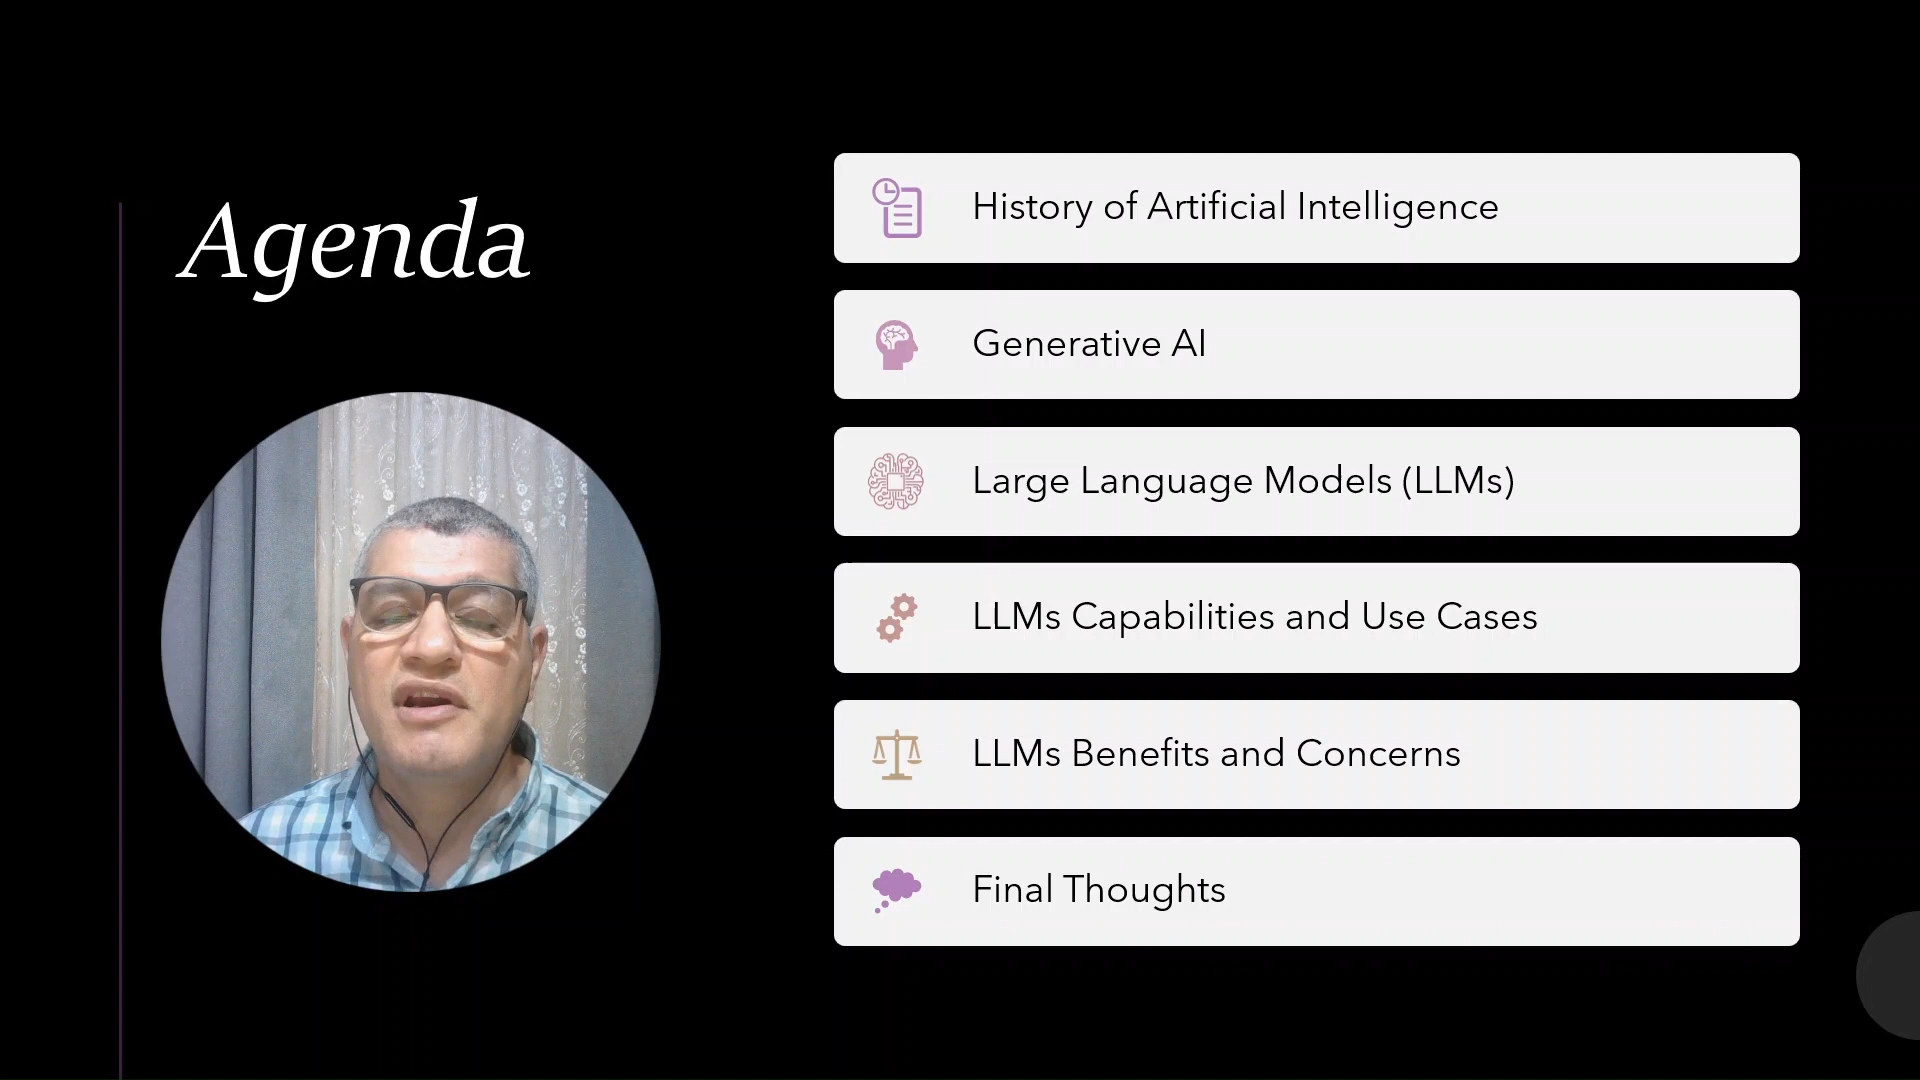 Agenda
History of Artificial Intelligence
Generative AI
Large Language Models (LLMs)
LLMs Capabilities and Use Cases
LLMs Benefits and Concerns
Final Thoughts